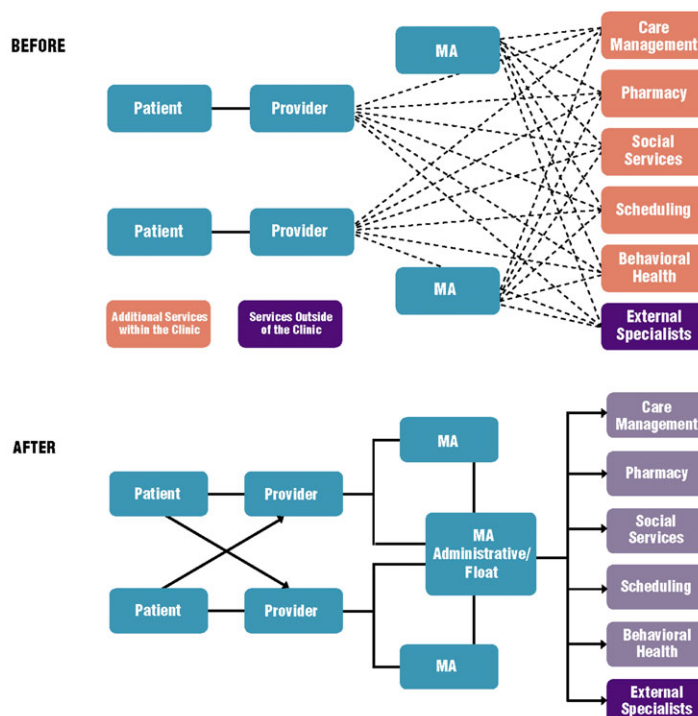 BEFORE
MA
Care
Management
Patient
Provider
Pharmacy
Social
Services
Patient
Provider
Scheduling
MA
Behavioral
Health
Additional Services
within the Clinic
Services Outside
of the Clinic
External
Specialists
AFTER
MA
Care
Management
Patient
Provider
Pharmacy
MA
Administrative/
Float
Social
Services
Patient
Provider
Scheduling
MA
Behavioral
Health
External
Specialists